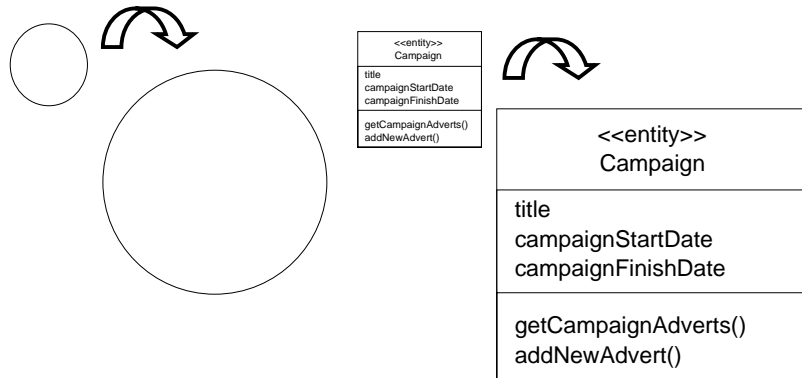 <<entity>>
Campaign
title
campaignStartDate
campaignFinishDate
getCampaignAdverts()
addNewAdvert()
<<entity>>
Campaign
title
campaignStartDate
campaignFinishDate
getCampaignAdverts()
addNewAdvert()